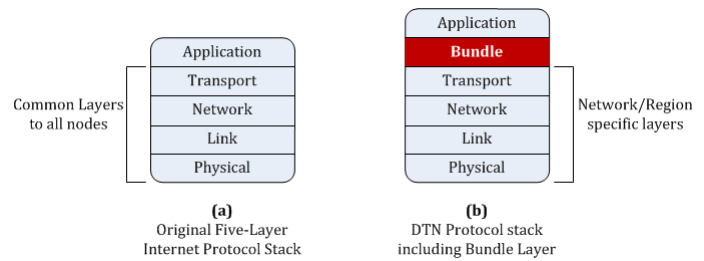 Application
Transport
Network
Link
Physical
Common Layers
to all nodes
(a)
Original Five-Layer
Internet Protocol Stack
Application
Bundle
Transport
Network
Link
Physical
Network/Region
specific layers
(b)
DTN Protocol stack
including Bundle Layer